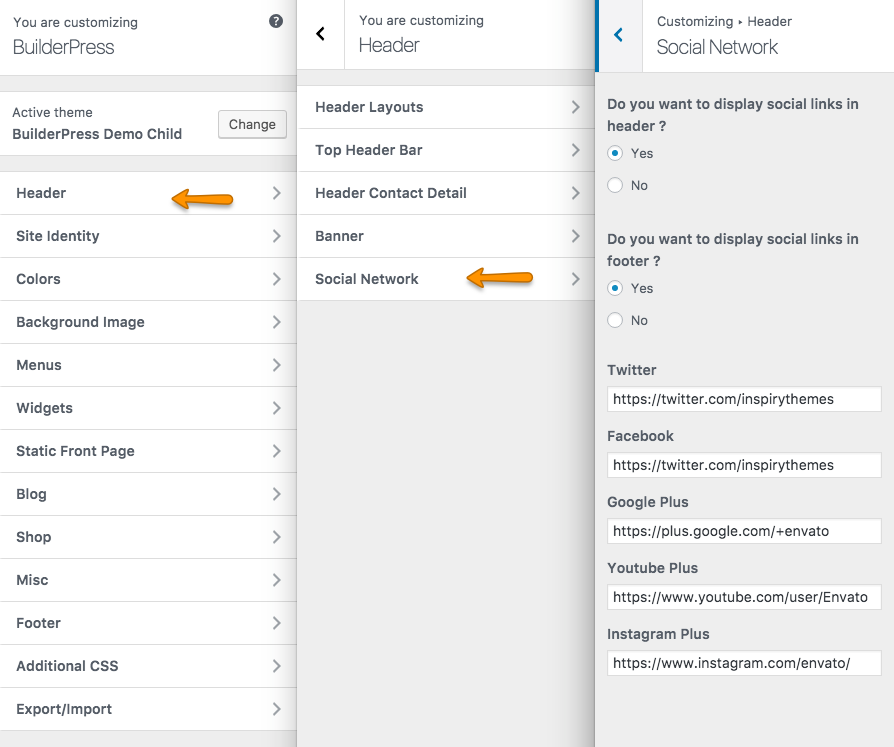 You are customizing
BuilderPress
?
Active theme
BuilderPress Demo Child
Change
Header
Site Identity
Colors
Background Image
Menus
Widgets
Static Front Page
Blog
Shop
Misc
Footer
Additional CSS
Export/Import
You are customizing
Header
Header Layouts
Top Header Bar
Header Contact Detail
Banner
Social Network
Customizing ▸ Header
Social Network
Do you want to display social links in
header ?
Yes
No
Do you want to display social links in
footer ?
Yes
No
Twitter
https://twitter.com/inspirythemes
Facebook
https://twitter.com/inspirythemes
Google Plus
https://plus.google.com/+envato
Youtube Plus
https://www.youtube.com/user/Envato
Instagram Plus
https://www.instagram.com/envato/